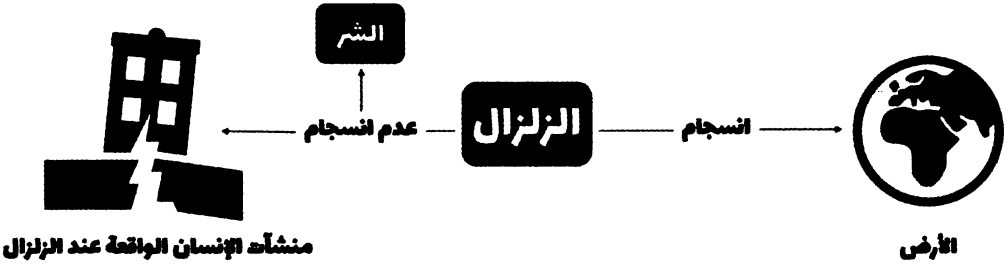 الشر
الزلزال
انسجام
عدم انسجام
الأرض
منشآت الإنسان الواقعة عند الزلزال